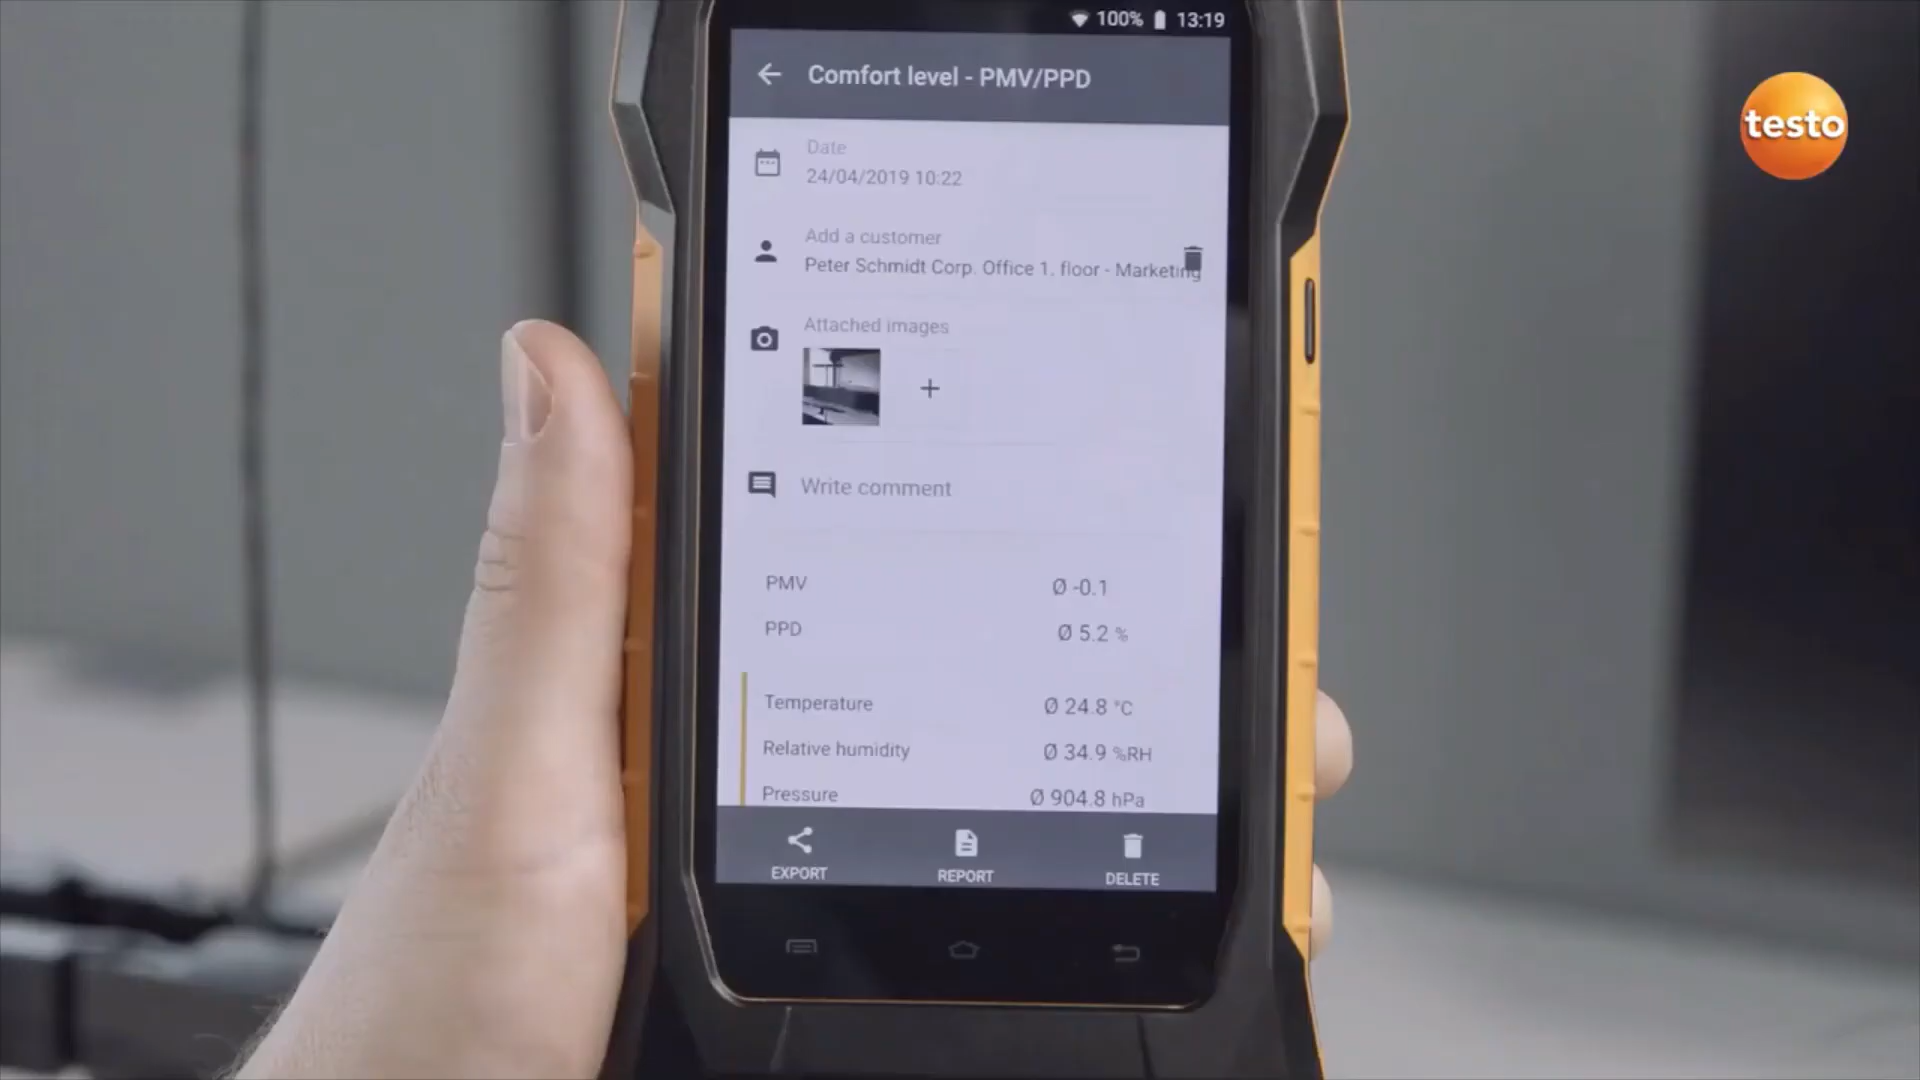 100% 13:19
Comfort level - PMV/PPD
testo
Date
24/04/2019 10:22
Add a customer
Peter Schmidt Corp. Office 1. floor - Marketing
Attached images
+
Write comment
PMV Ø -0.1
PPD Ø 5.2 %
Temperature Ø 24.8 °C
Relative humidity Ø 34.9 %RH
Pressure Ø 904.8 hPa
EXPORT REPORT DELETE